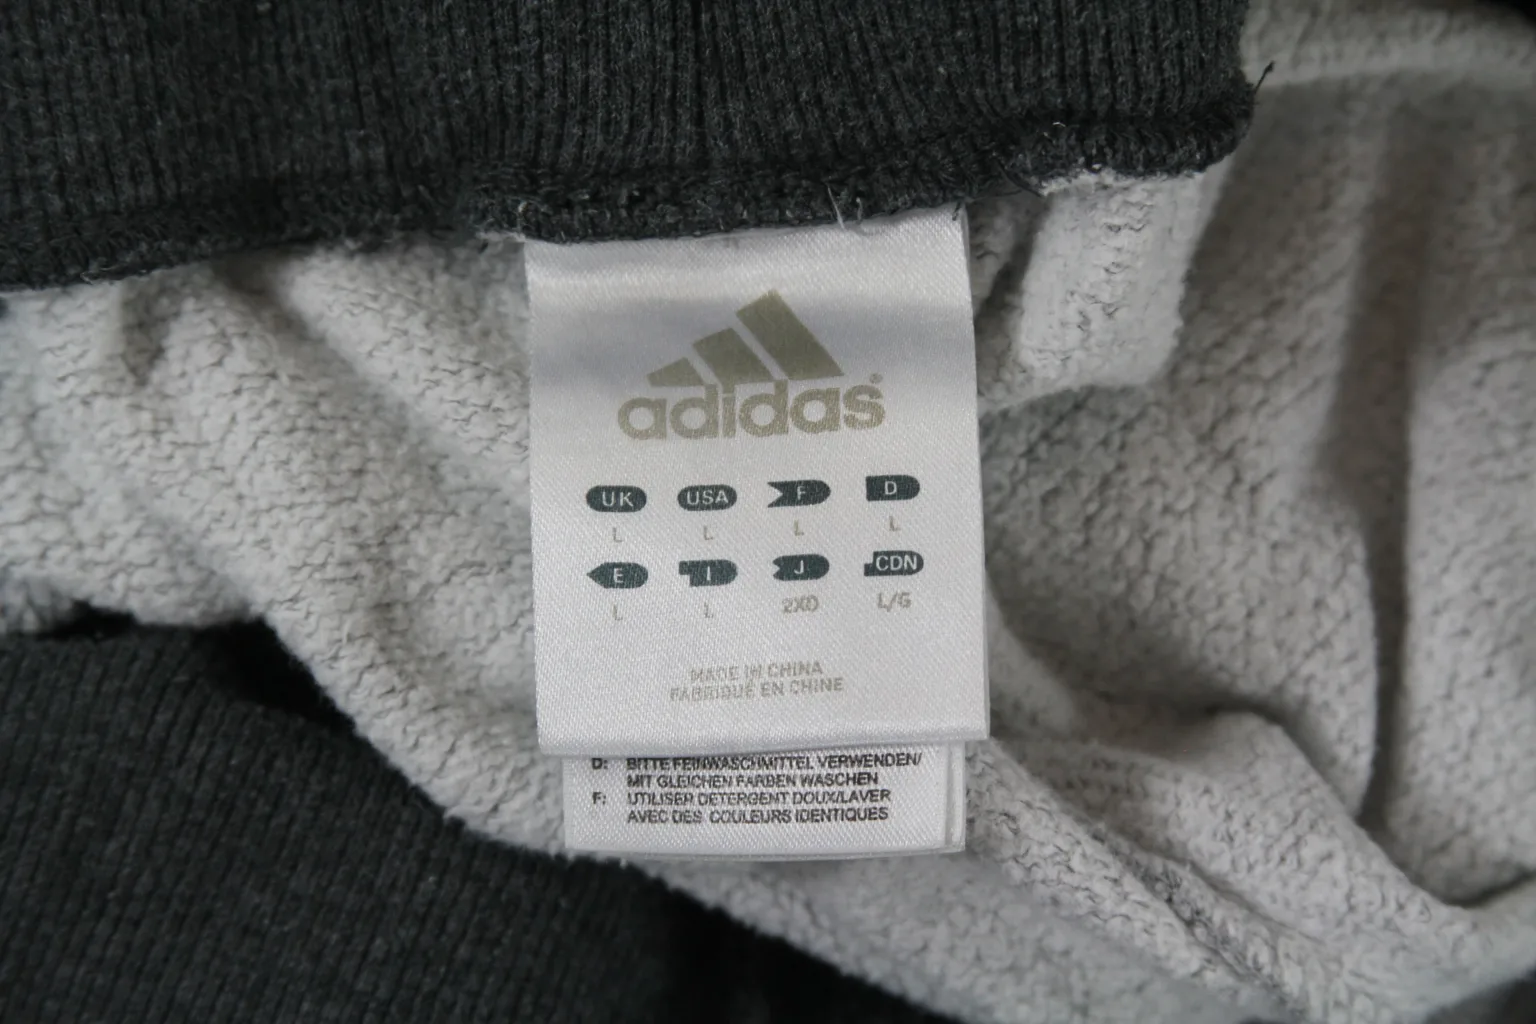 adidas®
UK USA F D
L L L L
E I J CDN
L L 2XO L/G
MADE IN CHINA
FABRIQUÉ EN CHINE
D: BITTE FEINWASCHMITTEL VERWENDEN/
MIT GLEICHEN FARBEN WASCHEN
F: UTILISER DETERGENT DOUX/LAVER
AVEC DES COULEURS IDENTIQUES